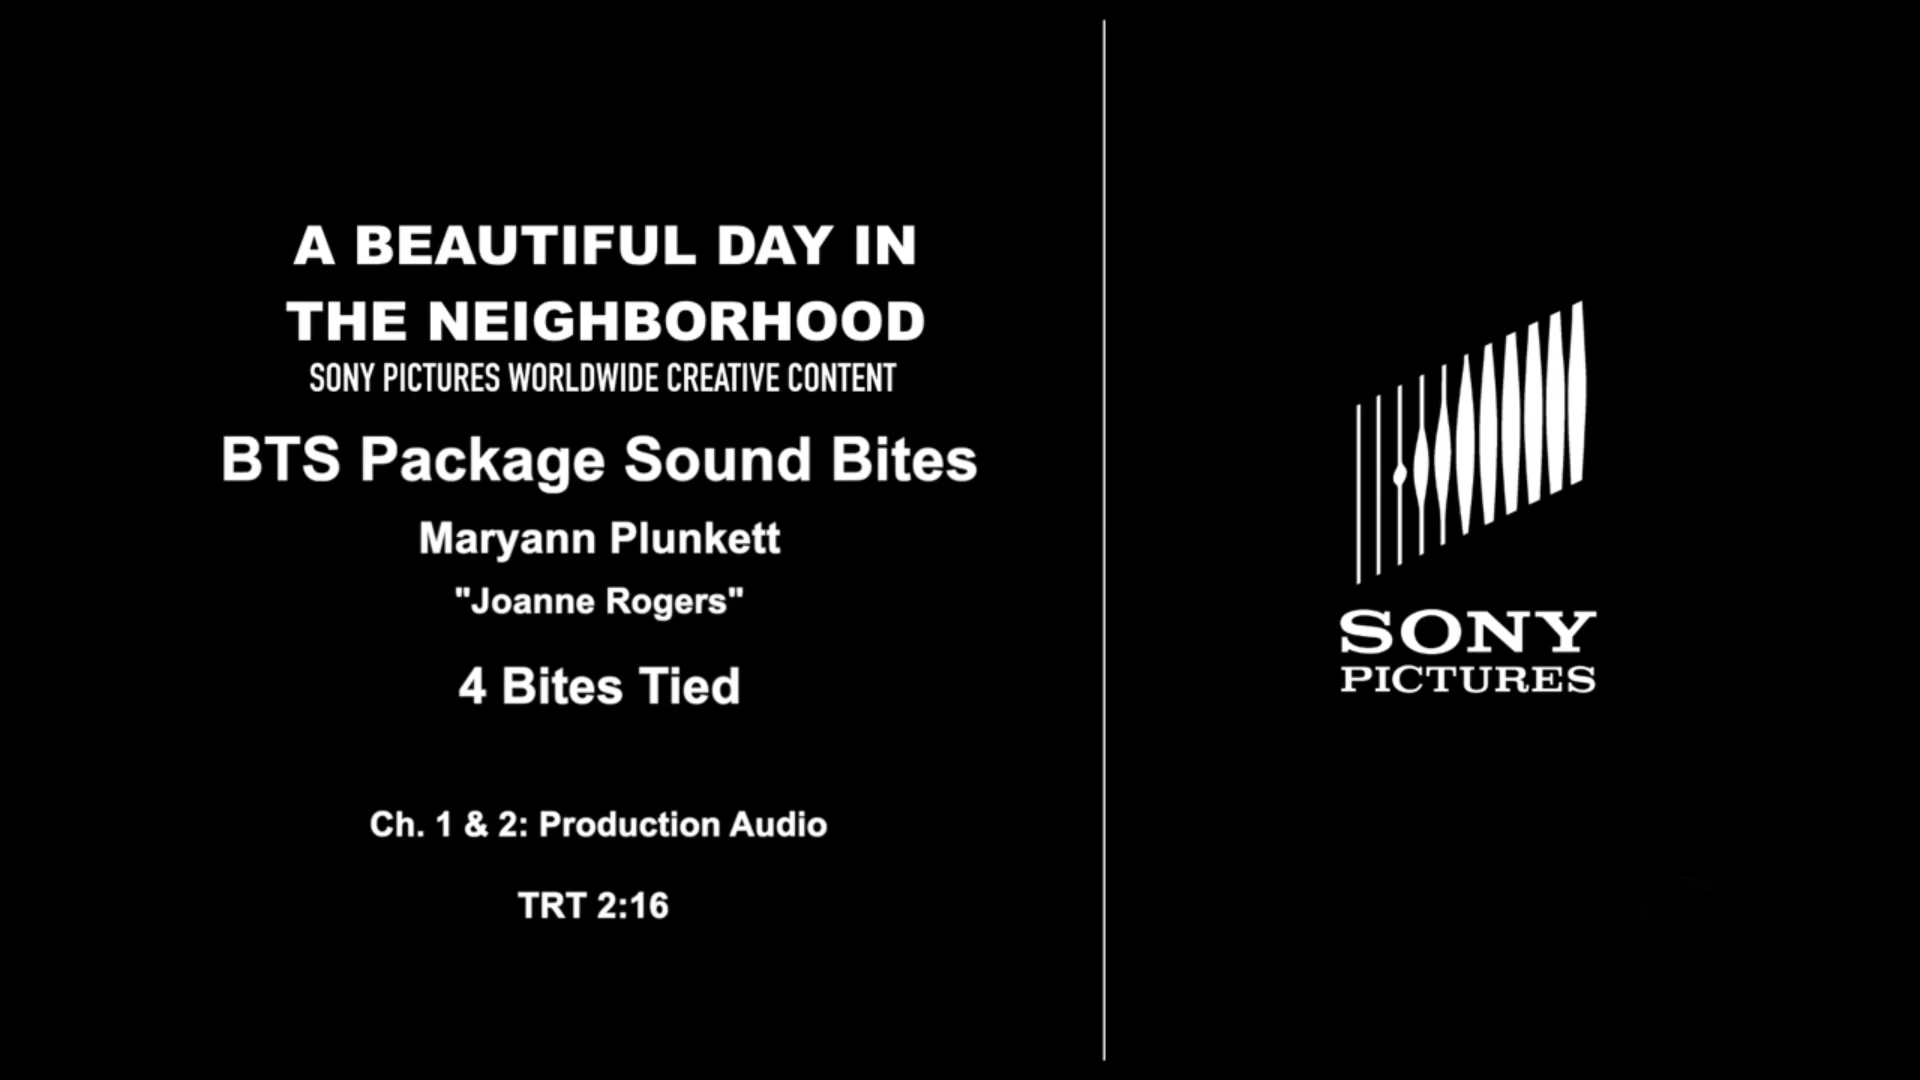 A BEAUTIFUL DAY IN
THE NEIGHBORHOOD
SONY PICTURES WORLDWIDE CREATIVE CONTENT
BTS Package Sound Bites
Maryann Plunkett
"Joanne Rogers"
4 Bites Tied
Ch. 1 & 2: Production Audio
TRT 2:16
SONY
PICTURES